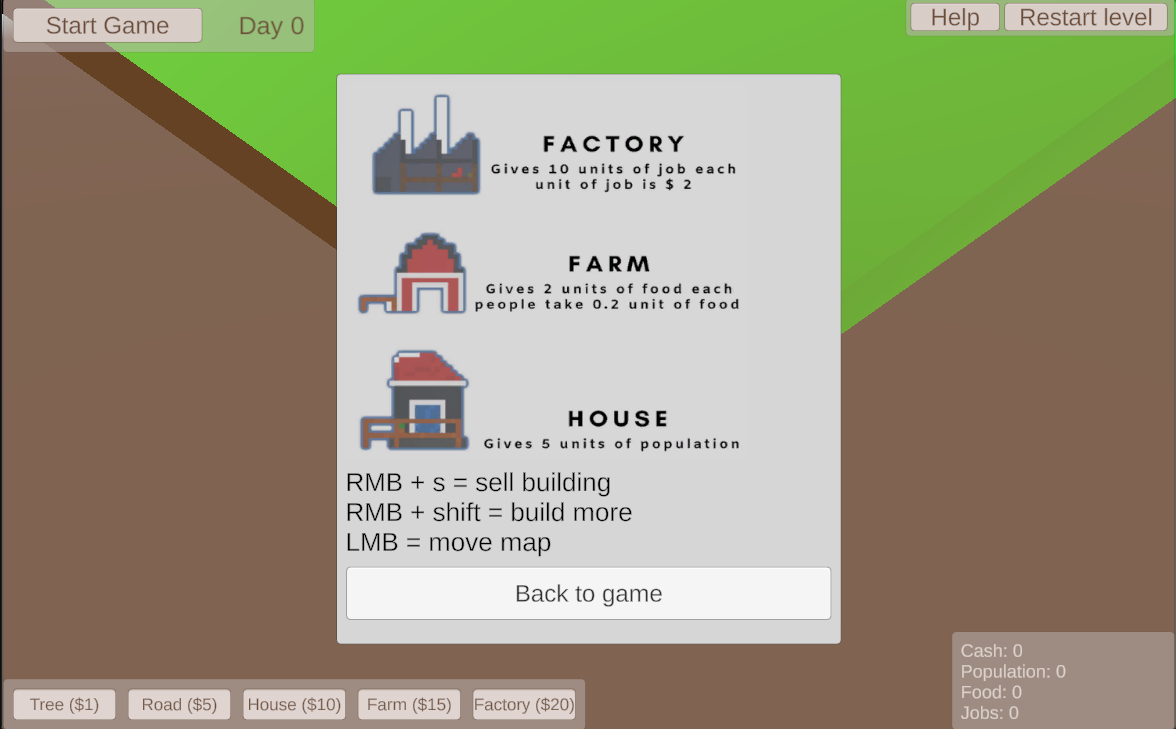 Start Game
Day 0
Help
Restart level
FACTORY
Gives 10 units of job each
unit of job is $ 2
FARM
Gives 2 units of food each
people take 0.2 unit of food
HOUSE
Gives 5 units of population
RMB + s = sell building
RMB + shift = build more
LMB = move map
Back to game
Cash: 0
Population: 0
Food: 0
Jobs: 0
Tree ($1)
Road ($5)
House ($10)
Farm ($15)
Factory ($20)